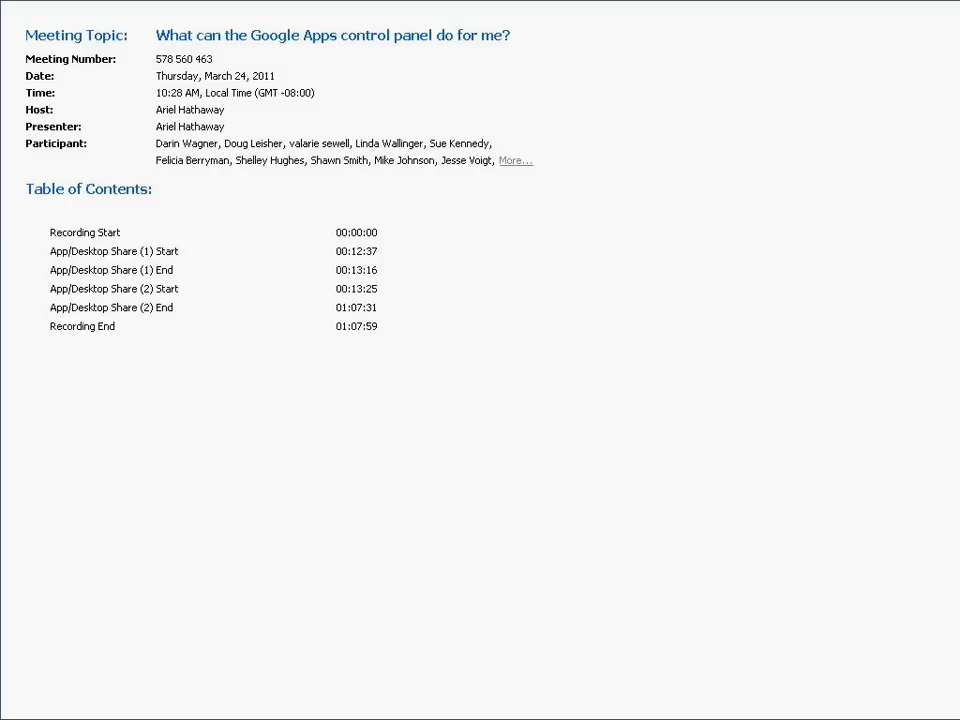 Meeting Topic: What can the Google Apps control panel do for me?
Meeting Number: 578 560 463
Date: Thursday, March 24, 2011
Time: 10:28 AM, Local Time (GMT -08:00)
Host: Ariel Hathaway
Presenter: Ariel Hathaway
Participant: Darin Wagner, Doug Leisher, valarie sewell, Linda Wallinger, Sue Kennedy,
Felicia Berryman, Shelley Hughes, Shawn Smith, Mike Johnson, Jesse Voigt, More...
Table of Contents:
Recording Start 00:00:00
App/Desktop Share (1) Start 00:12:37
App/Desktop Share (1) End 00:13:16
App/Desktop Share (2) Start 00:13:25
App/Desktop Share (2) End 01:07:31
Recording End 01:07:59